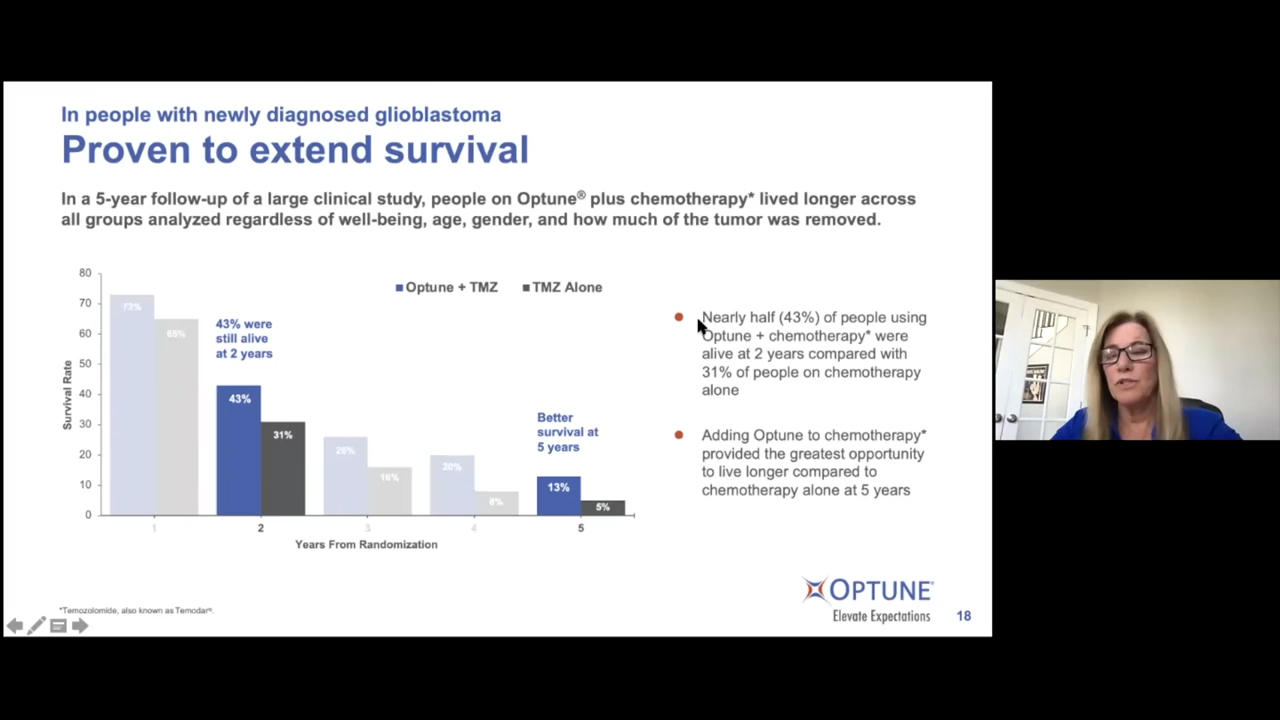 In people with newly diagnosed glioblastoma
Proven to extend survival
In a 5-year follow-up of a large clinical study, people on Optune® plus chemotherapy* lived longer across
all groups analyzed regardless of well-being, age, gender, and how much of the tumor was removed.
80
70
60
50
40
30
20
10
0
Survival Rate
Optune + TMZ
TMZ Alone
73%
65%
43% were
still alive
at 2 years
43%
31%
26%
16%
20%
8%
Better
survival at
5 years
13%
5%
1
2
3
4
5
Years From Randomization
Nearly half (43%) of people using
Optune + chemotherapy* were
alive at 2 years compared with
31% of people on chemotherapy
alone
Adding Optune to chemotherapy*
provided the greatest opportunity
to live longer compared to
chemotherapy alone at 5 years
*Temozolomide, also known as Temodar®.
OPTUNE®
Elevate Expectations
18